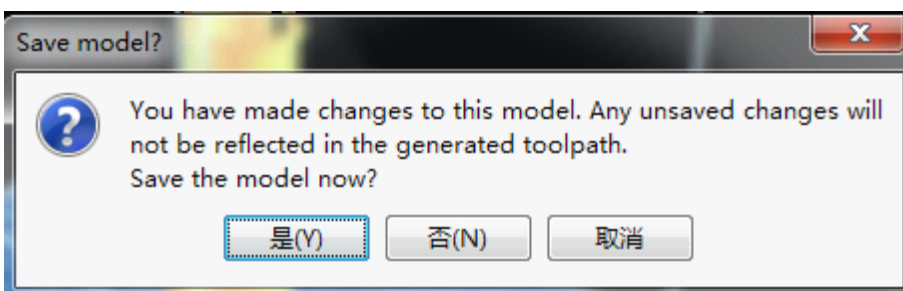 Save model?
You have made changes to this model. Any unsaved changes will
not be reflected in the generated toolpath.
Save the model now?
是(Y) 否(N) 取消